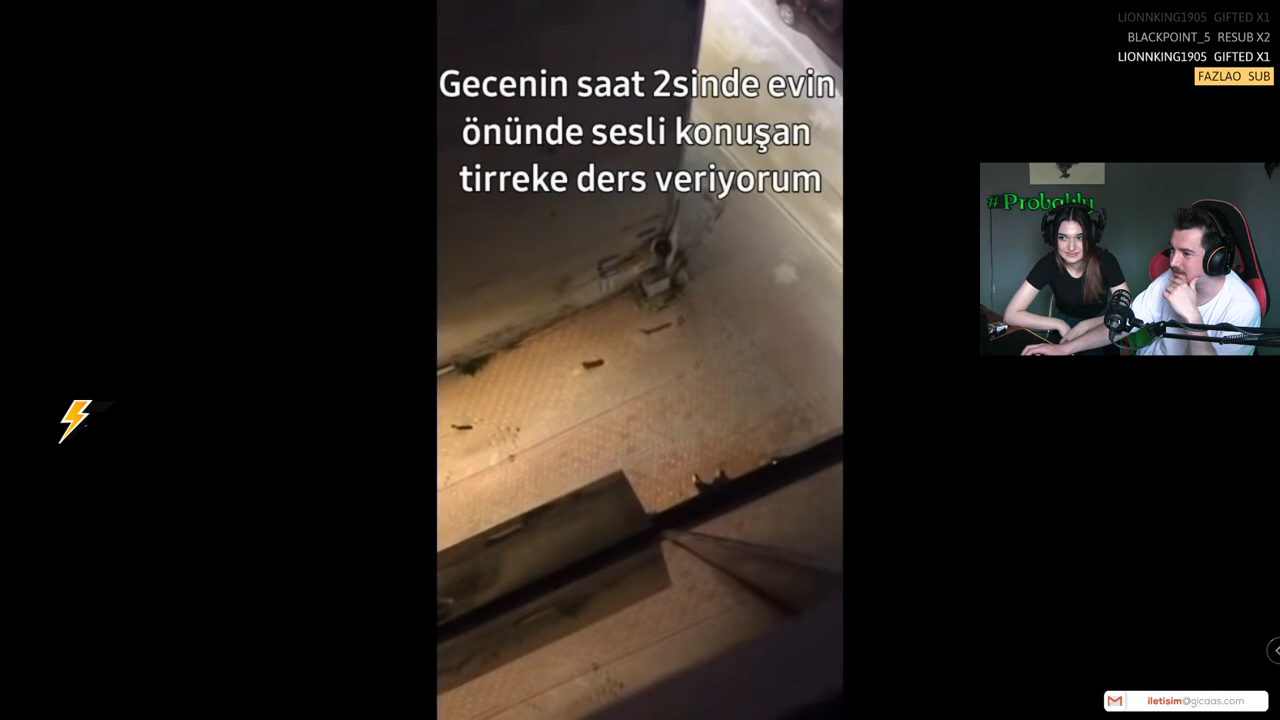 LIONNKING1905 GIFTED X1
BLACKPOINT_5 RESUB X2
LIONNKING1905 GIFTED X1
FAZLAO SUB
Gecenin saat 2sinde evin
önünde sesli konuşan
tirreke ders veriyorum
#Probably
iletisim@gicaas.com